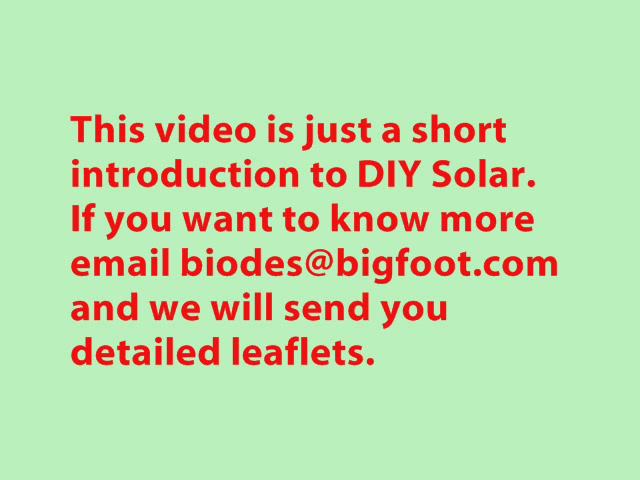 This video is just a short
introduction to DIY Solar.
If you want to know more
email biodes@bigfoot.com
and we will send you
detailed leaflets.